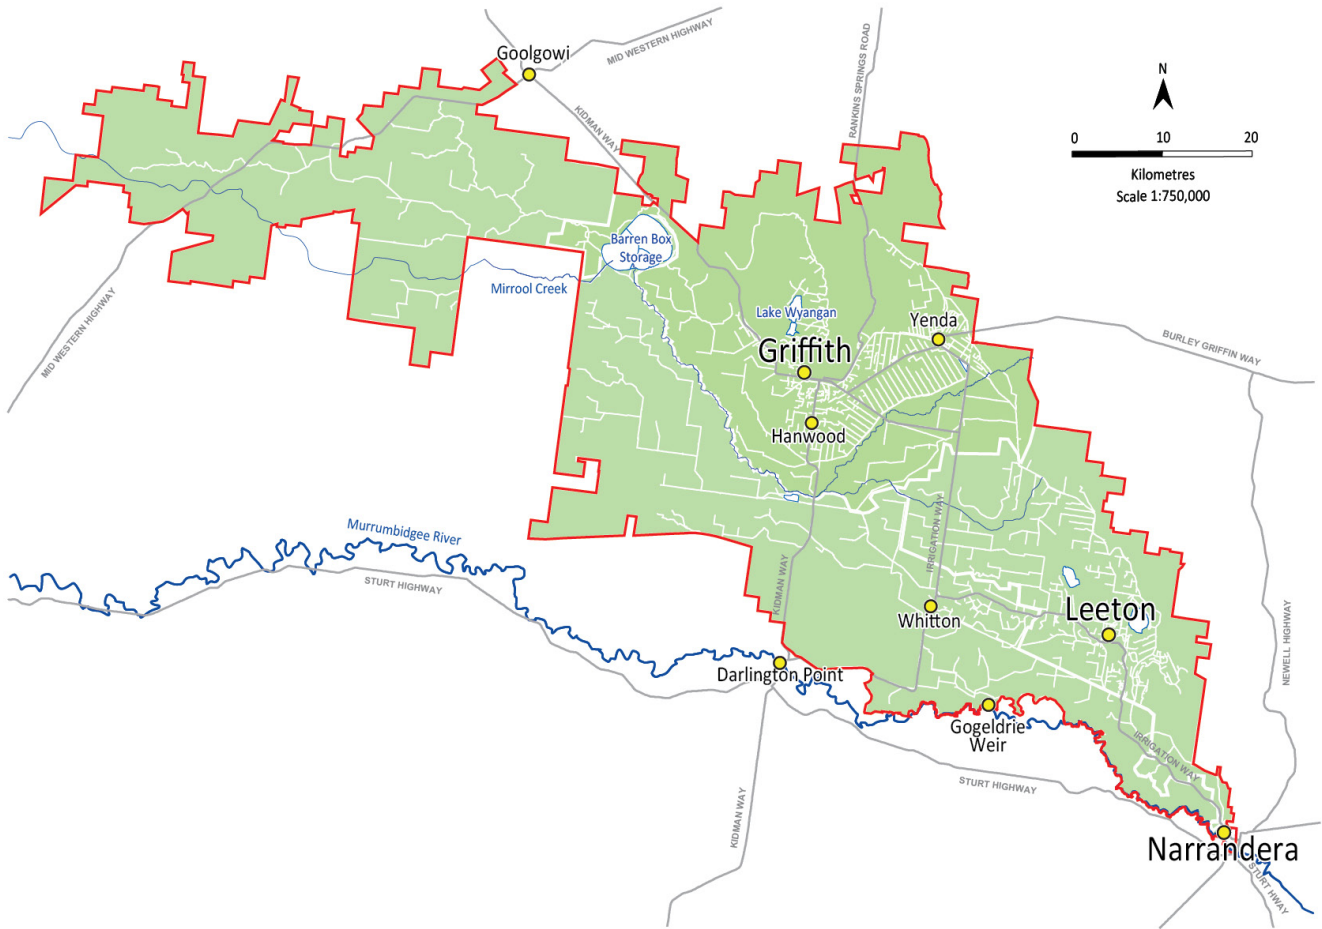 Goolgowi
MID WESTERN HIGHWAY
RANKINS SPRINGS ROAD
N
0 10 20
Kilometres
Scale 1:750,000
KIDMAN WAY
Barren Box
Storage
Mirrool Creek
MID WESTERN HIGHWAY
Lake Wyangan
Yenda
Griffith
BURLEY GRIFFIN WAY
Hanwood
Murrumbidgee River
STURT HIGHWAY
IRRIGATION WAY
KIDMAN WAY
Whitton
Leeton
NEWELL HIGHWAY
Darlington Point
Gogeldrie
Weir
IRRIGATION WAY
STURT HIGHWAY
KIDMAN WAY
Narrandera
STURT HWAY